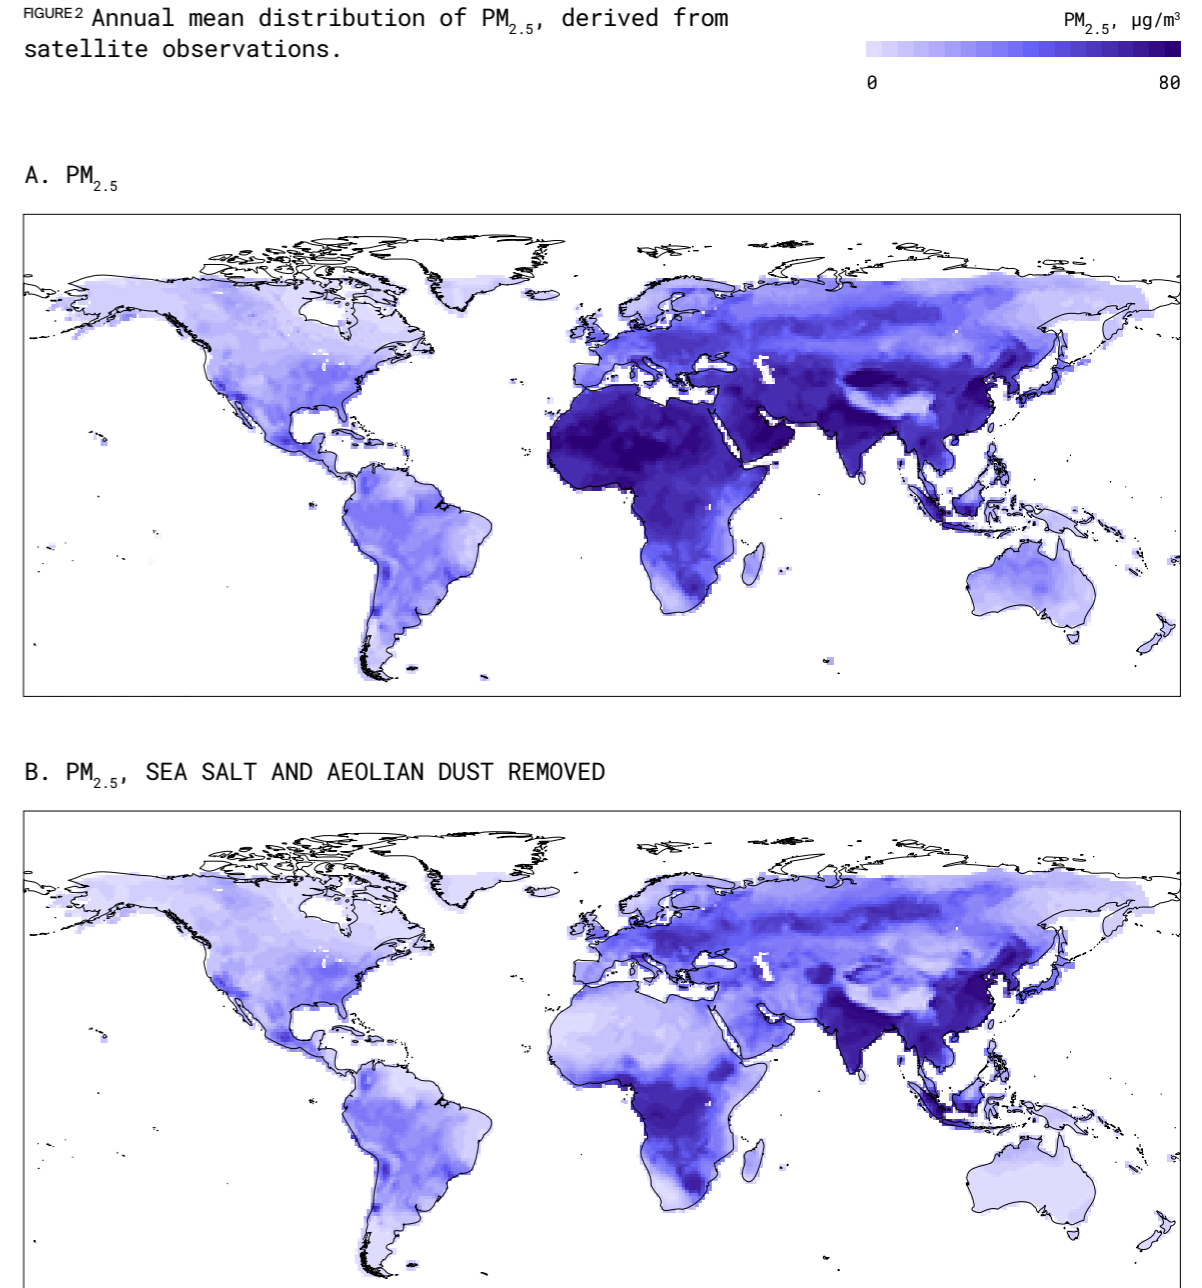 FIGURE 2 Annual mean distribution of PM2.5, derived from
satellite observations.
PM2.5, µg/m³
0 80
A. PM2.5
B. PM2.5, SEA SALT AND AEOLIAN DUST REMOVED